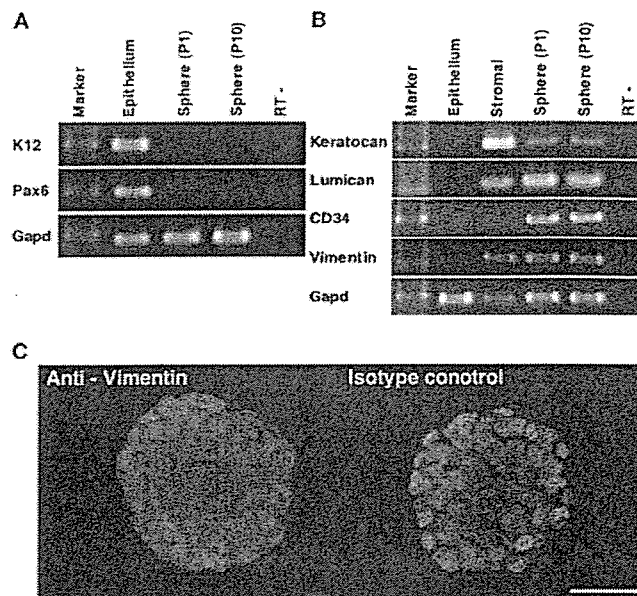 A
Marker
Epithelium
Sphere (P1)
Sphere (P10)
RT -
K12
Pax6
Gapd
B
Marker
Epithelium
Stromal
Sphere (P1)
Sphere (P10)
RT -
Keratocan
Lumican
CD34
Vimentin
Gapd
C
Anti - Vimentin
Isotype conotrol